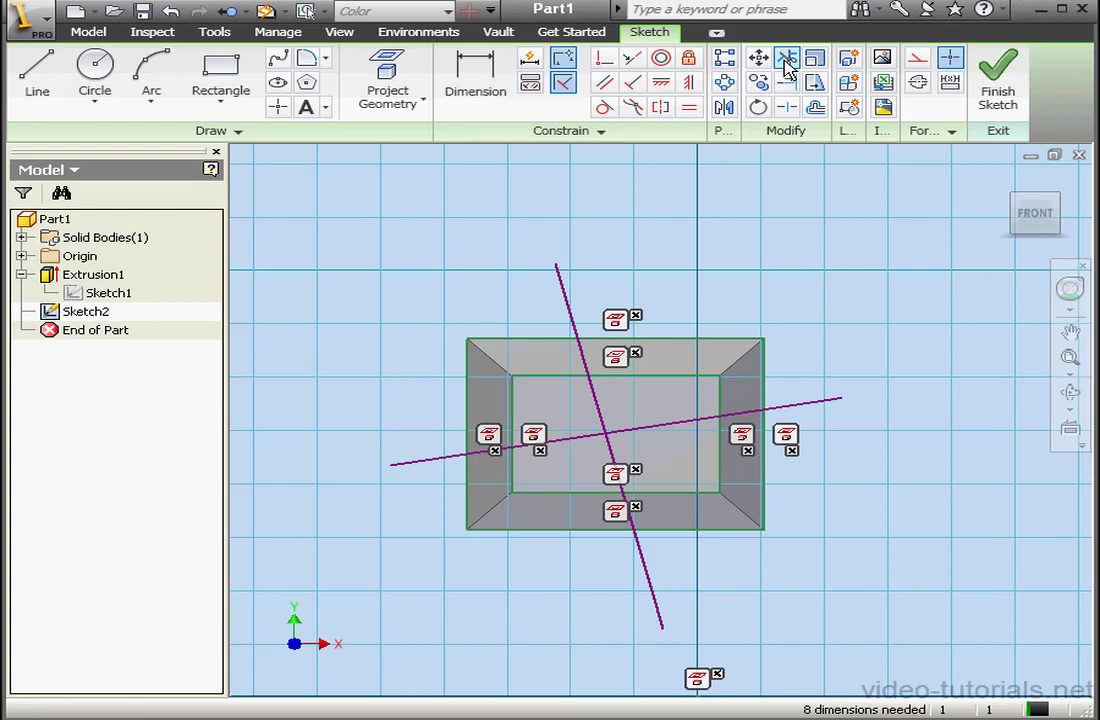 Color
Part1
Type a keyword or phrase
PRO
Model
Inspect
Tools
Manage
View
Environments
Vault
Get Started
Sketch
Line
Circle
Arc
Rectangle
A
Project
Geometry
Dimension
Finish
Sketch
Draw
Constrain
P...
Modify
L...
I...
For...
Exit
Model
Part1
Solid Bodies(1)
Origin
Extrusion1
Sketch1
Sketch2
End of Part
FRONT
Y
X
video-tutorials.net
8 dimensions needed
1
1